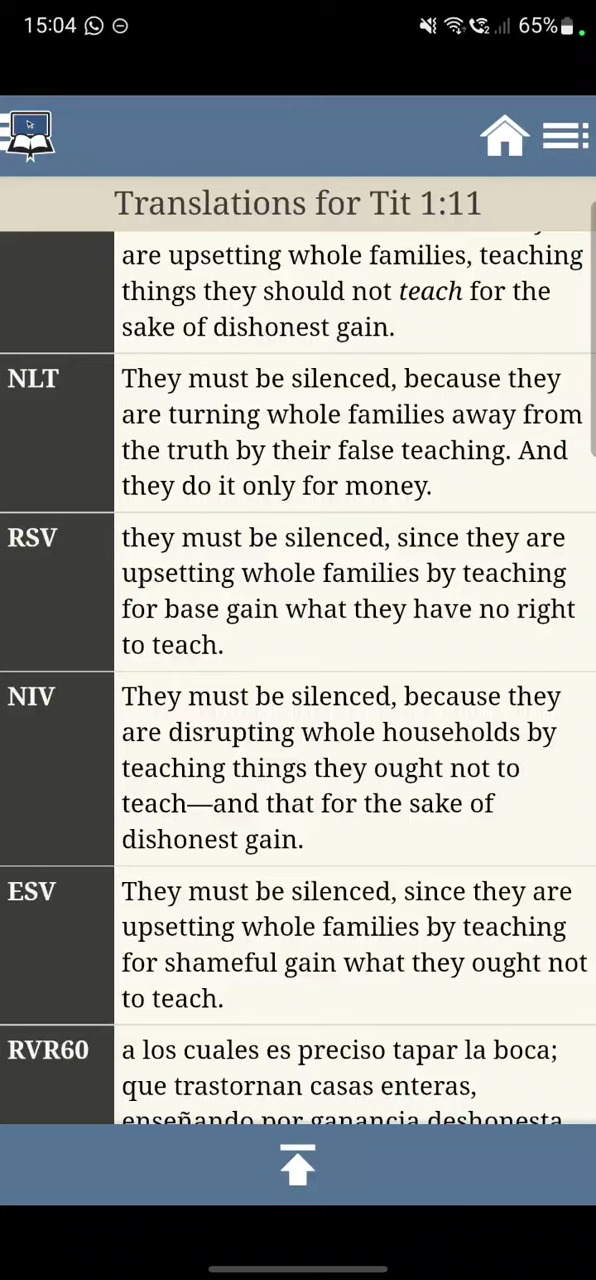 15:04
65%
Translations for Tit 1:11
are upsetting whole families, teaching
things they should not teach for the
sake of dishonest gain.
NLT
They must be silenced, because they
are turning whole families away from
the truth by their false teaching. And
they do it only for money.
RSV
they must be silenced, since they are
upsetting whole families by teaching
for base gain what they have no right
to teach.
NIV
They must be silenced, because they
are disrupting whole households by
teaching things they ought not to
teach—and that for the sake of
dishonest gain.
ESV
They must be silenced, since they are
upsetting whole families by teaching
for shameful gain what they ought not
to teach.
RVR60
a los cuales es preciso tapar la boca;
que trastornan casas enteras,
enseñando por ganancia deshonesta